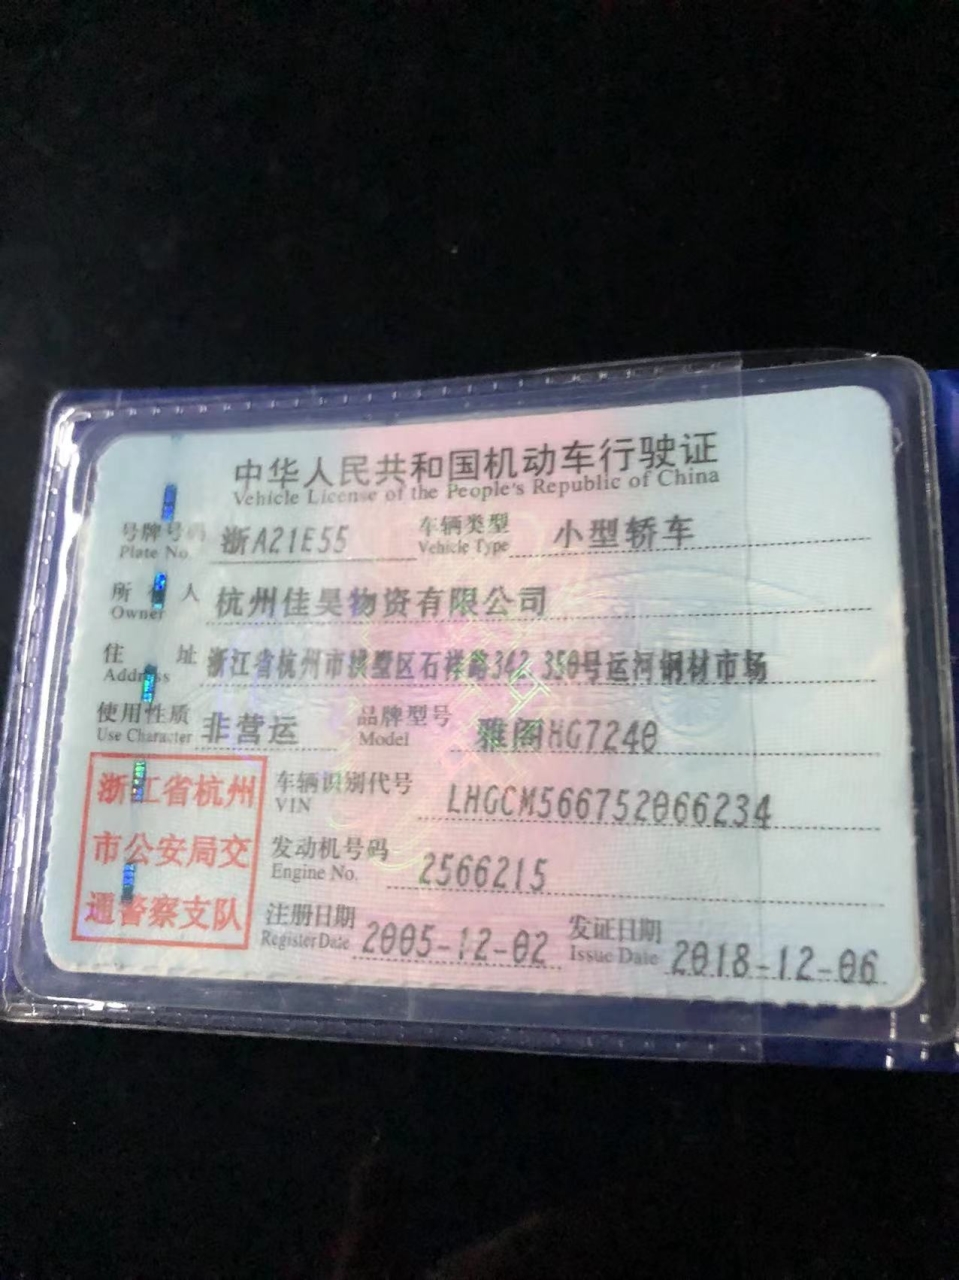 中华人民共和国机动车行驶证
Vehicle License of the People's Republic of China
号牌号码 Plate No. 浙A21E55 车辆类型 Vehicle Type 小型轿车
所有人 Owner 杭州佳昊物资有限公司
住址 Address 浙江省杭州市拱墅区石祥路342、350号运河钢材市场
使用性质 Use Character 非营运 品牌型号 Model 雅阁HG7240
车辆识别代号 VIN LHGCM566752066234
发动机号码 Engine No. 2566215
注册日期 Register Date 2005-12-02 发证日期 Issue Date 2018-12-06
浙江省杭州
市公安局交
通警察支队